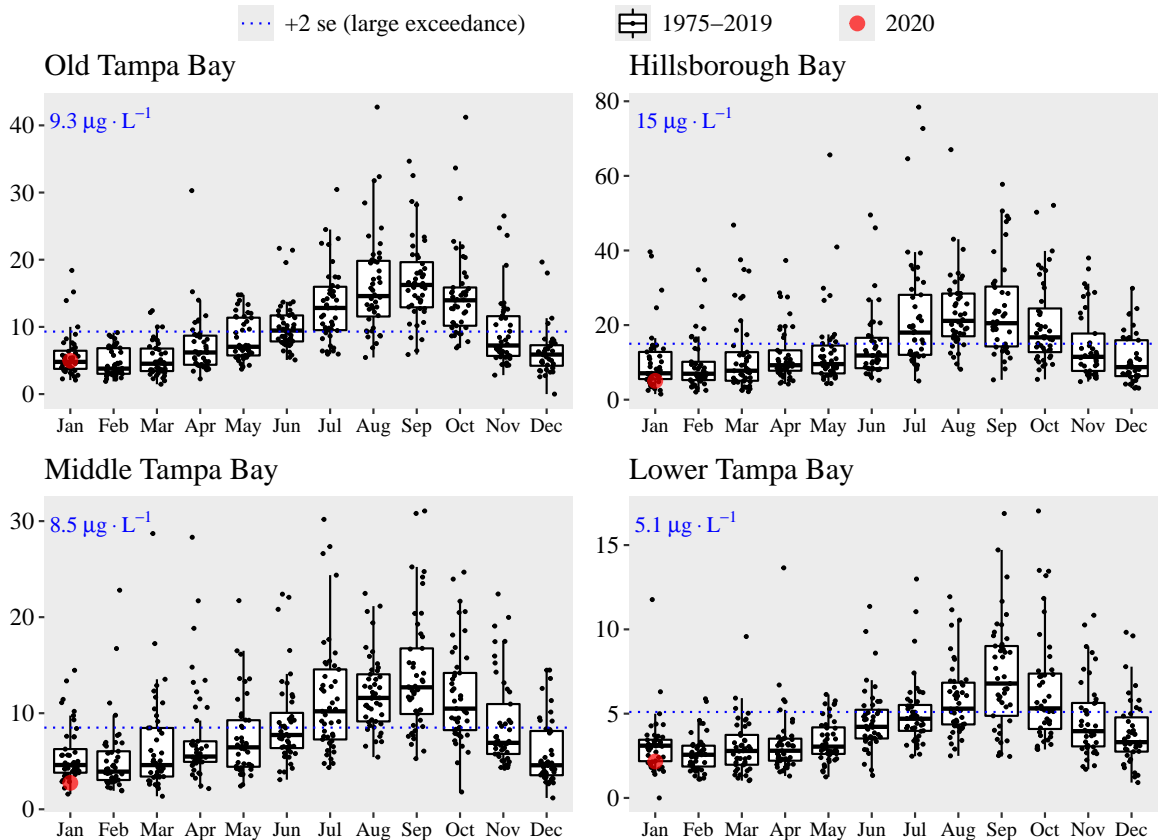 +2 se (large exceedance) 1975–2019 2020
Old Tampa Bay
9.3 μg · L⁻¹
40
30
20
10
0
Jan Feb Mar Apr May Jun Jul Aug Sep Oct Nov Dec
Hillsborough Bay
15 μg · L⁻¹
80
60
40
20
0
Jan Feb Mar Apr May Jun Jul Aug Sep Oct Nov Dec
Middle Tampa Bay
8.5 μg · L⁻¹
30
20
10
0
Jan Feb Mar Apr May Jun Jul Aug Sep Oct Nov Dec
Lower Tampa Bay
5.1 μg · L⁻¹
15
10
5
0
Jan Feb Mar Apr May Jun Jul Aug Sep Oct Nov Dec